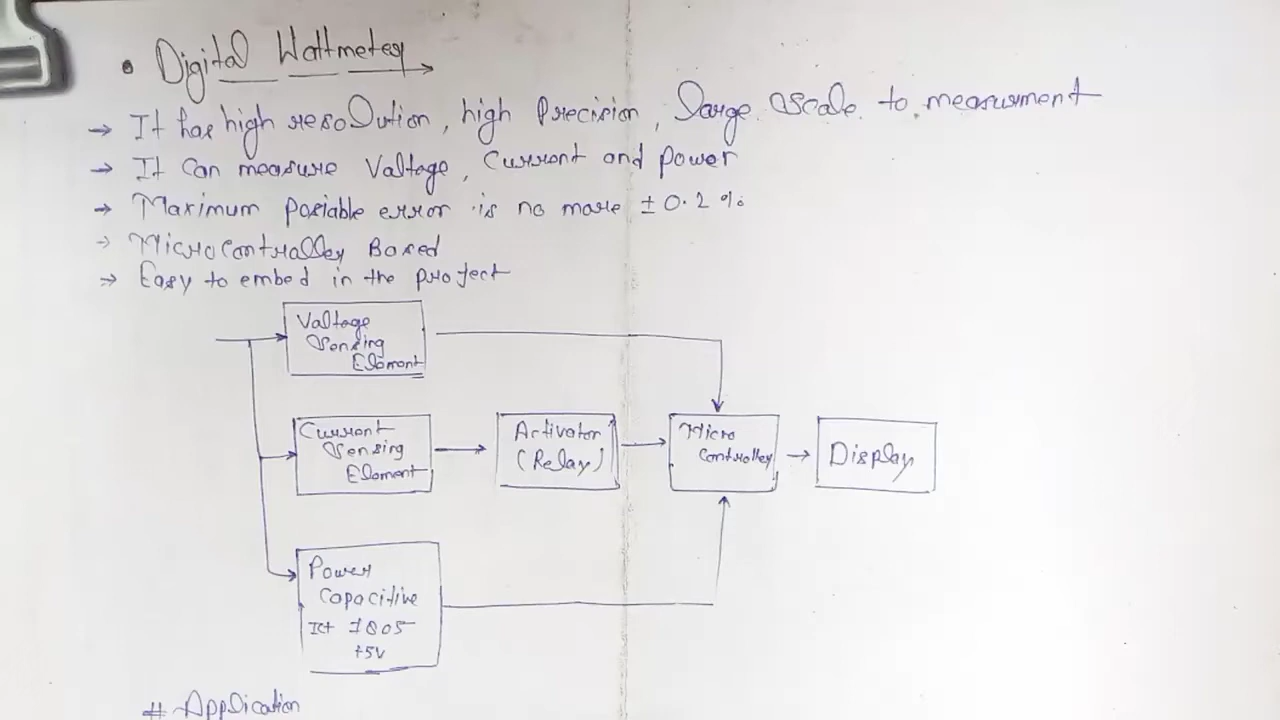 • Digital Wattmeter
→ It has high resolution, high Precision, large scale to measurment
→ It can measure Voltage, Current and power
→ Maximum posiable error is no more ±0.2%
→ Microcontroller Based
→ Easy to embed in the project
Voltage
Sensing
Element
Current
Sensing
Element
Activator
(Relay)
Micro
Controller
Display
Power
Capacitive
7805
+5V
# Application